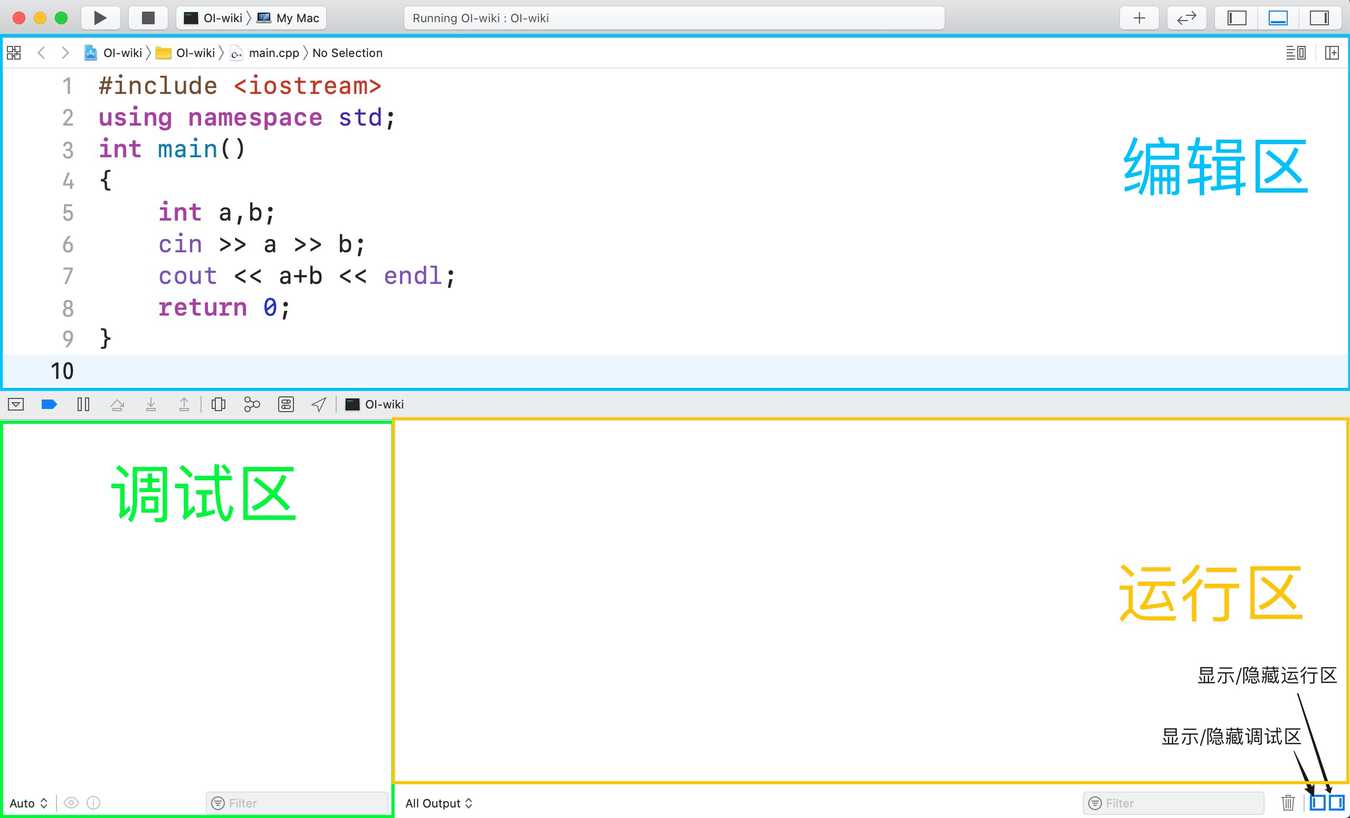 OI-wiki 〉 My Mac
Running OI-wiki : OI-wiki
OI-wiki 〉 OI-wiki 〉 main.cpp 〉 No Selection
1 #include <iostream>
2 using namespace std;
3 int main()
4 {
5     int a,b;
6     cin >> a >> b;
7     cout << a+b << endl;
8     return 0;
9 }
10
编辑区
OI-wiki
调试区
运行区
显示/隐藏运行区
显示/隐藏调试区
Auto
Filter
All Output
Filter